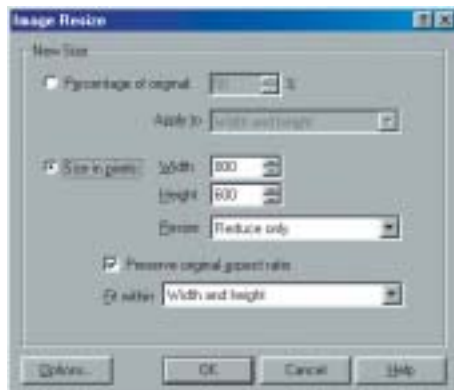 Image Resize
New Size
Percentage of original: %
Apply to: Width and height
Size in pixels: Width: 800
Height: 600
Resize: Reduce only
Preserve original aspect ratio
Fit within: Width and height
Options... OK Cancel Help